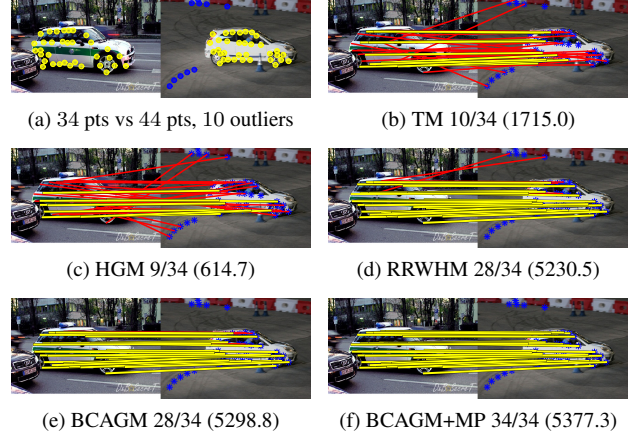 (a) 34 pts vs 44 pts, 10 outliers
(b) TM 10/34 (1715.0)
(c) HGM 9/34 (614.7)
(d) RRWHM 28/34 (5230.5)
(e) BCAGM 28/34 (5298.8)
(f) BCAGM+MP 34/34 (5377.3)